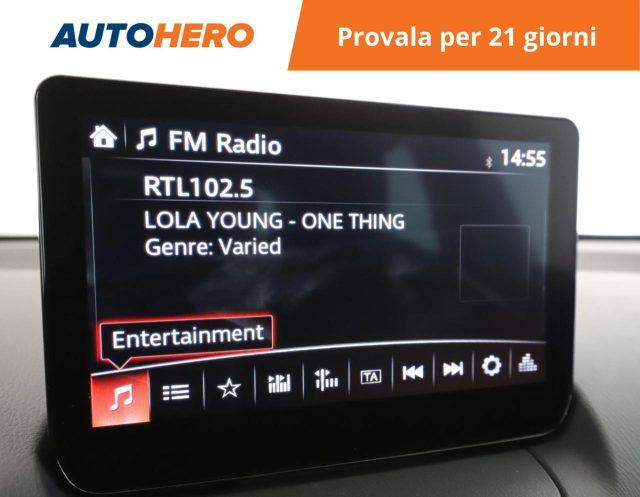 AUTOHERO
Provala per 21 giorni
FM Radio
14:55
RTL102.5
LOLA YOUNG - ONE THING
Genre: Varied
Entertainment
TA